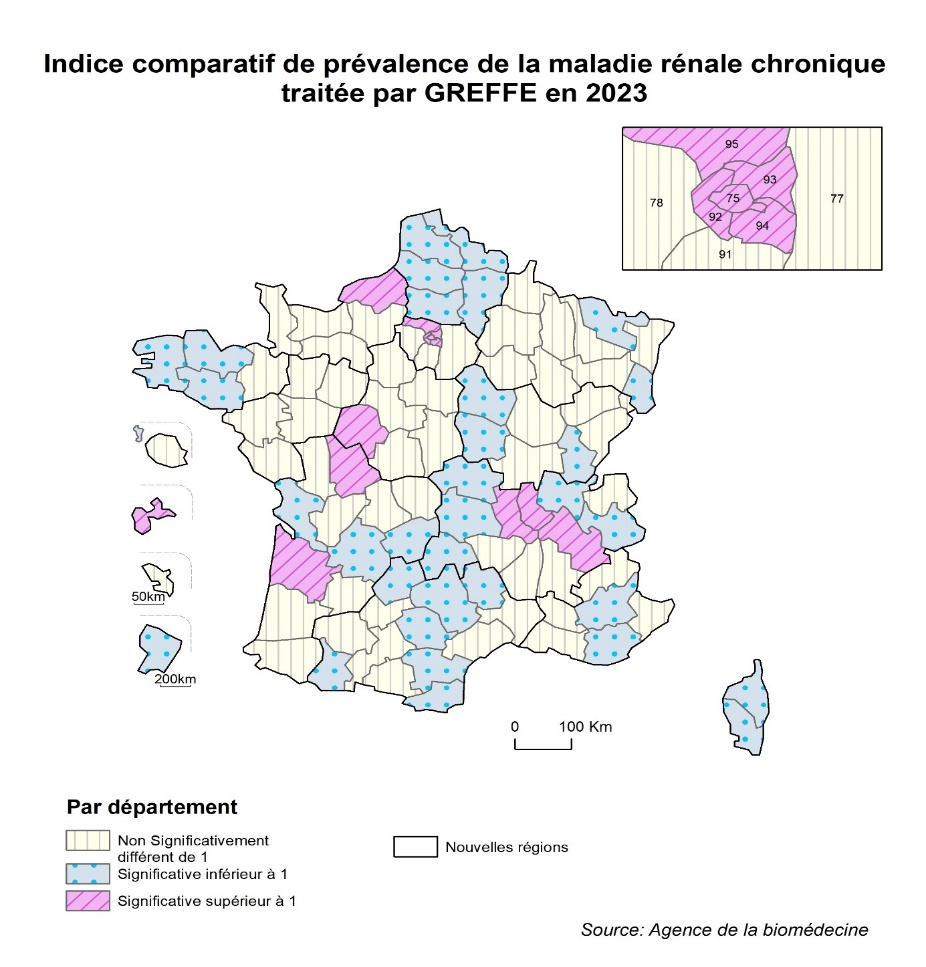 Indice comparatif de prévalence de la maladie rénale chronique
traitée par GREFFE en 2023
95
93
78
75
77
92
94
91
50km
200km
0 100 Km
Par département
Non Significativement
différent de 1
Nouvelles régions
Significative inférieur à 1
Significative supérieur à 1
Source: Agence de la biomédecine